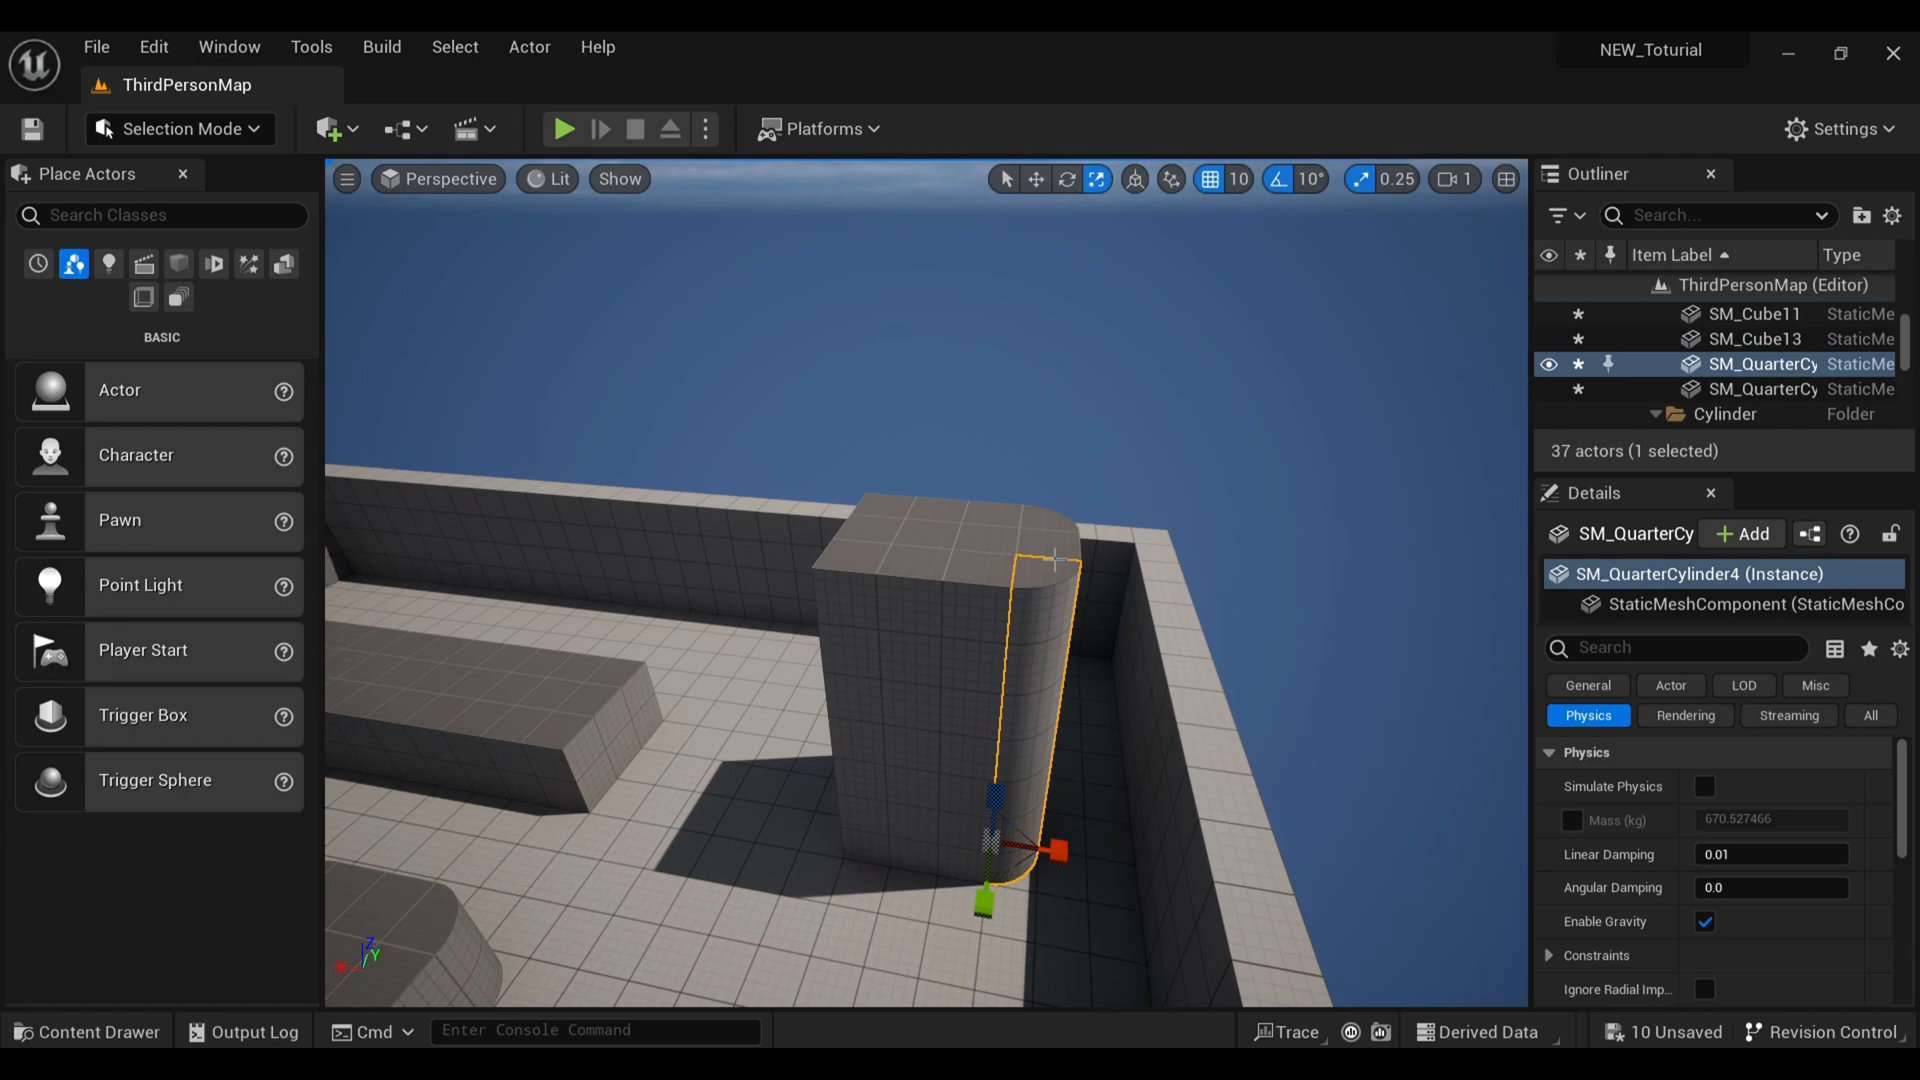 File Edit Window Tools Build Select Actor Help
NEW_Toturial
ThirdPersonMap
Selection Mode
Platforms
Settings
Place Actors
Search Classes
BASIC
Actor
Character
Pawn
Point Light
Player Start
Trigger Box
Trigger Sphere
Perspective Lit Show
10 10° 0.25 1
Z
Y
Outliner
Search...
Item Label Type
ThirdPersonMap (Editor)
SM_Cube11 StaticMe
SM_Cube13 StaticMe
SM_QuarterCy StaticMe
SM_QuarterCy StaticMe
Cylinder Folder
37 actors (1 selected)
Details
SM_QuarterCy
Add
SM_QuarterCylinder4 (Instance)
StaticMeshComponent (StaticMeshCo
Search
General Actor LOD Misc
Physics Rendering Streaming All
Physics
Simulate Physics
Mass (kg) 670.527466
Linear Damping 0.01
Angular Damping 0.0
Enable Gravity
Constraints
Ignore Radial Imp...
Content Drawer Output Log Cmd Enter Console Command Trace Derived Data 10 Unsaved Revision Control